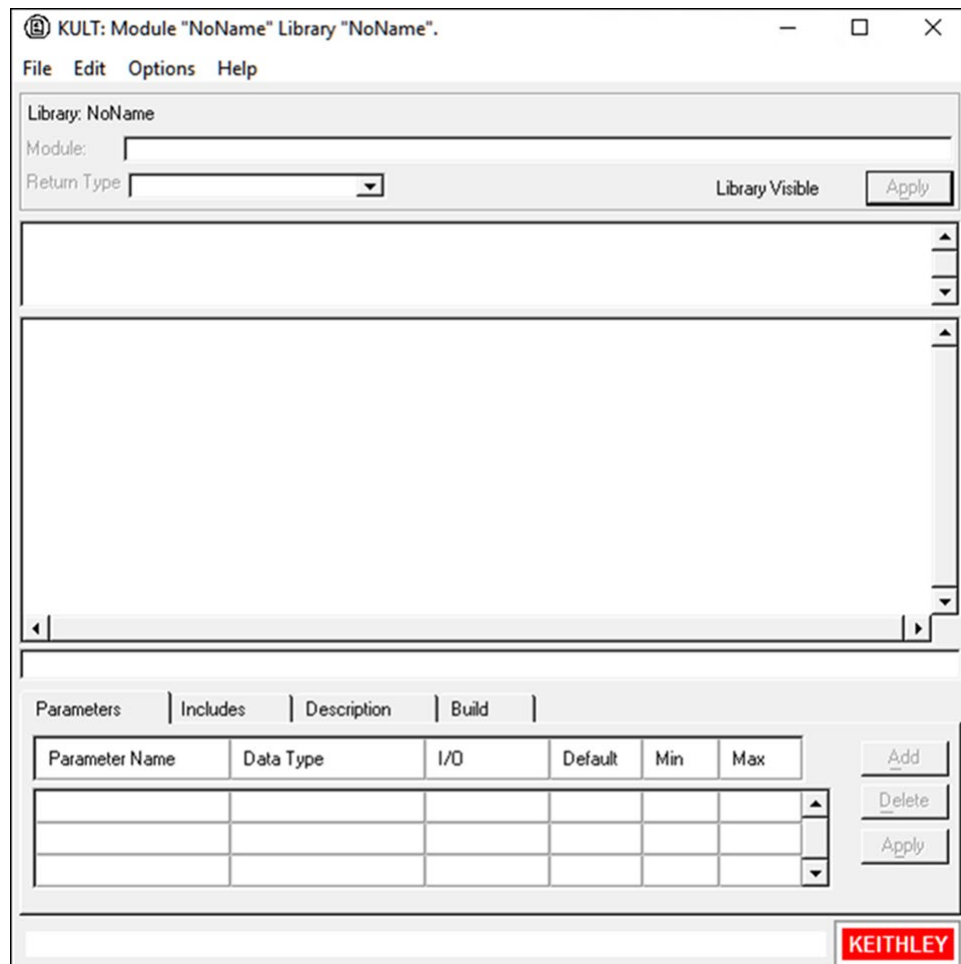 KULT: Module "NoName" Library "NoName".
File Edit Options Help
Library: NoName
Module:
Return Type Library Visible Apply
Parameters Includes Description Build
Parameter Name Data Type I/O Default Min Max Add
Delete
Apply
KEITHLEY